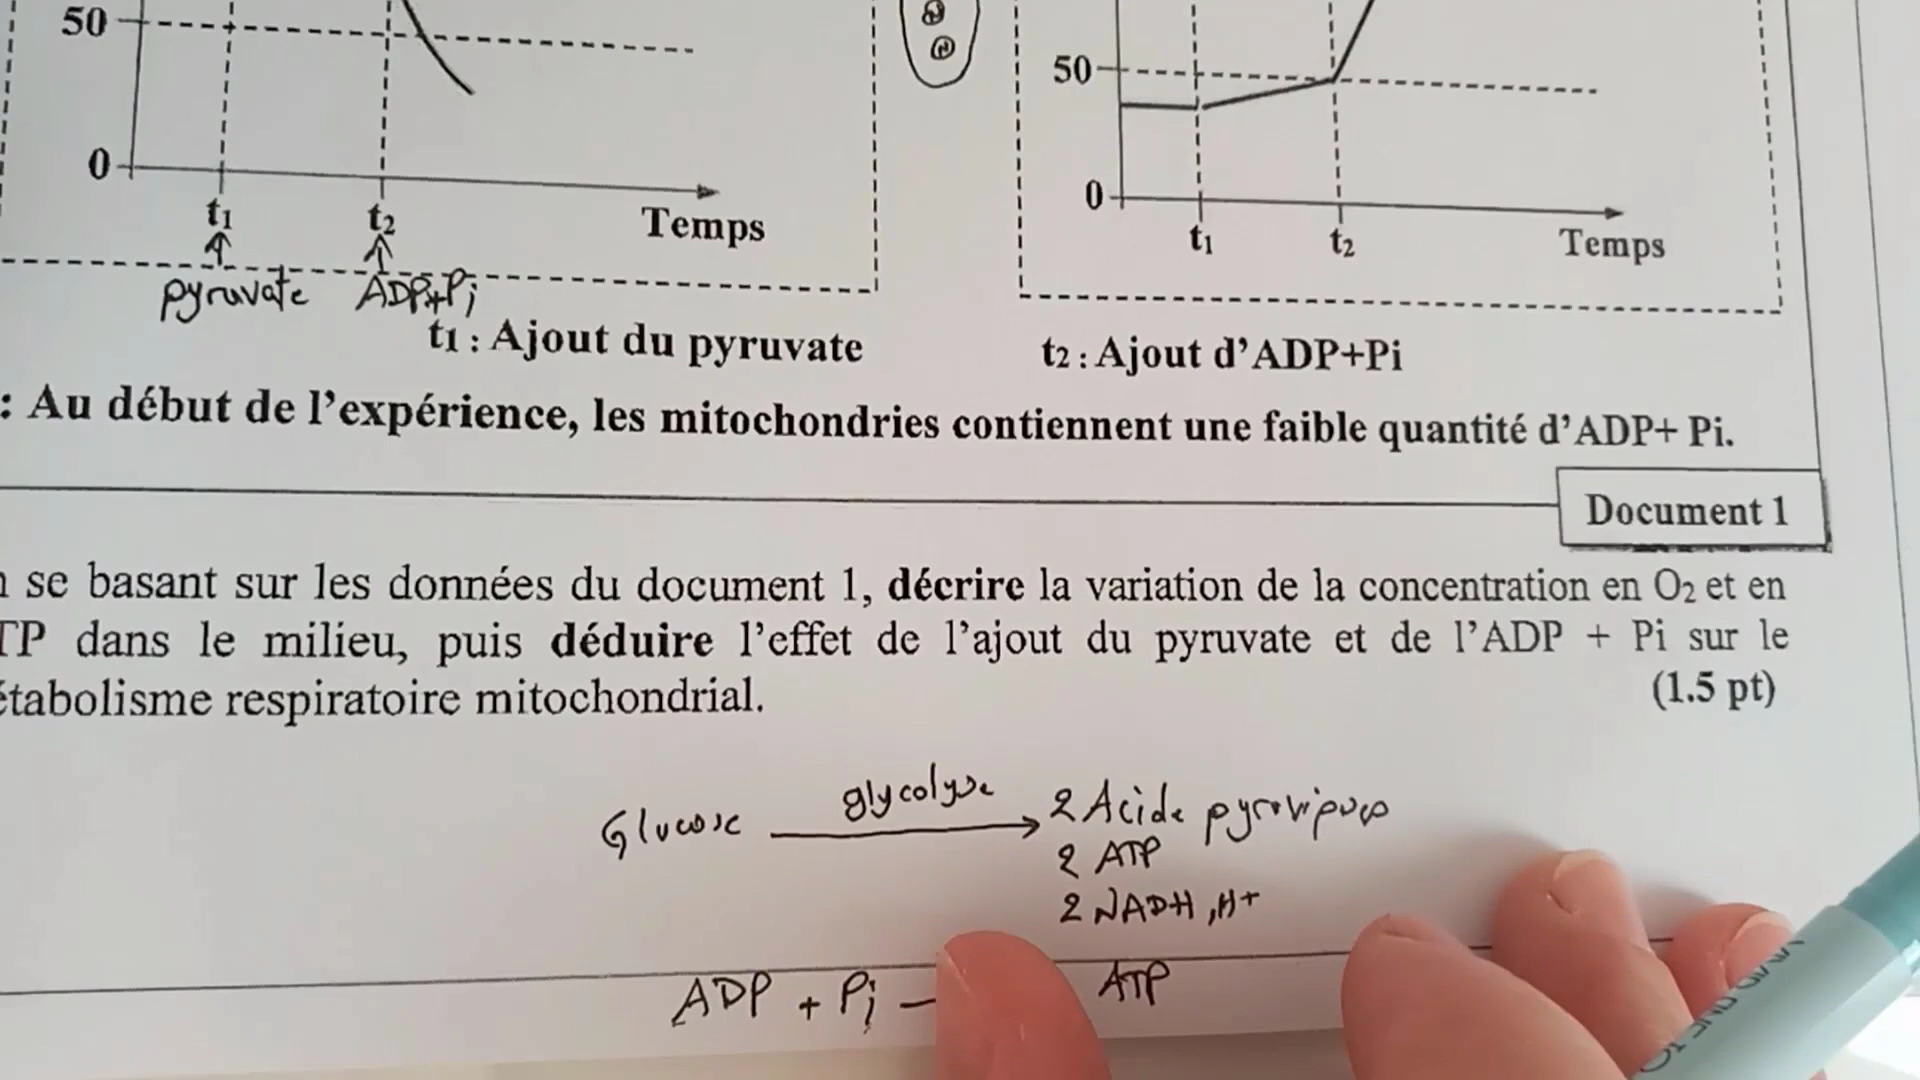 50
0
t1
t2
Temps
pyruvate
ADP+Pi
50
0
t1
t2
Temps
t1 : Ajout du pyruvate
t2 : Ajout d'ADP+Pi
: Au début de l'expérience, les mitochondries contiennent une faible quantité d'ADP+ Pi.
Document 1
se basant sur les données du document 1, décrire la variation de la concentration en O2 et en
TP dans le milieu, puis déduire l'effet de l'ajout du pyruvate et de l'ADP + Pi sur le
étabolisme respiratoire mitochondrial.
(1.5 pt)
Glucose
glycolyse
2 Acide
2 ATP
2 NADH,H+
ADP + Pi
ATP